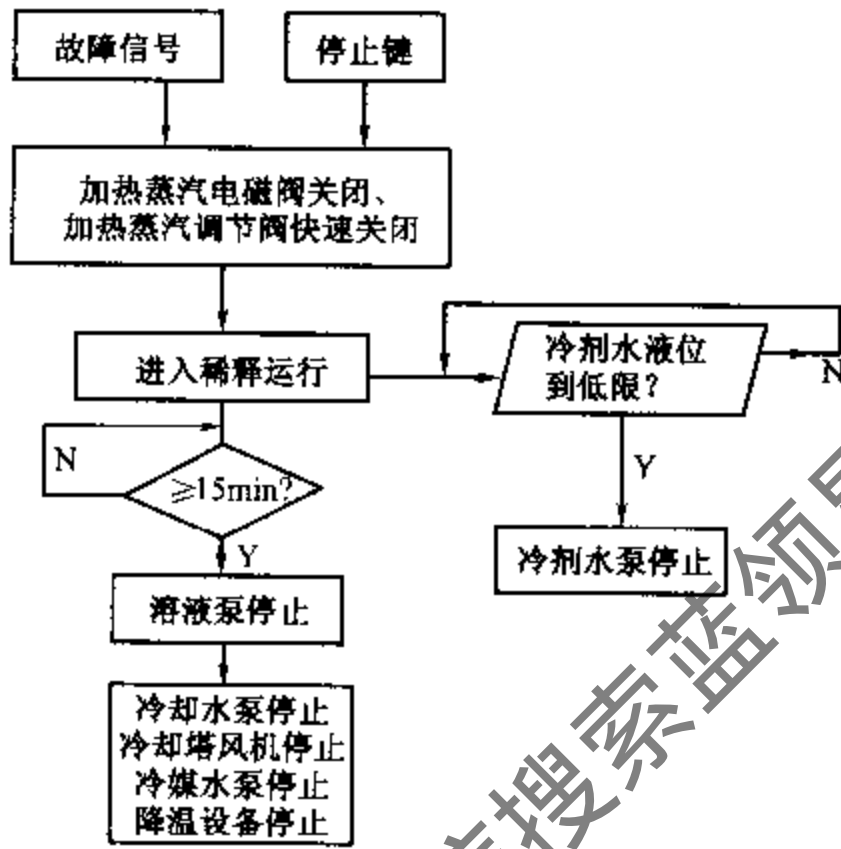 故障信号
停止键
加热蒸汽电磁阀关闭、
加热蒸汽调节阀快速关闭
进入稀释运行
冷剂水液位
到低限?
N
N
≥15min?
Y
Y
冷剂水泵停止
溶液泵停止
冷却水泵停止
冷却塔风机停止
冷媒水泵停止
降温设备停止
搜索蓝领